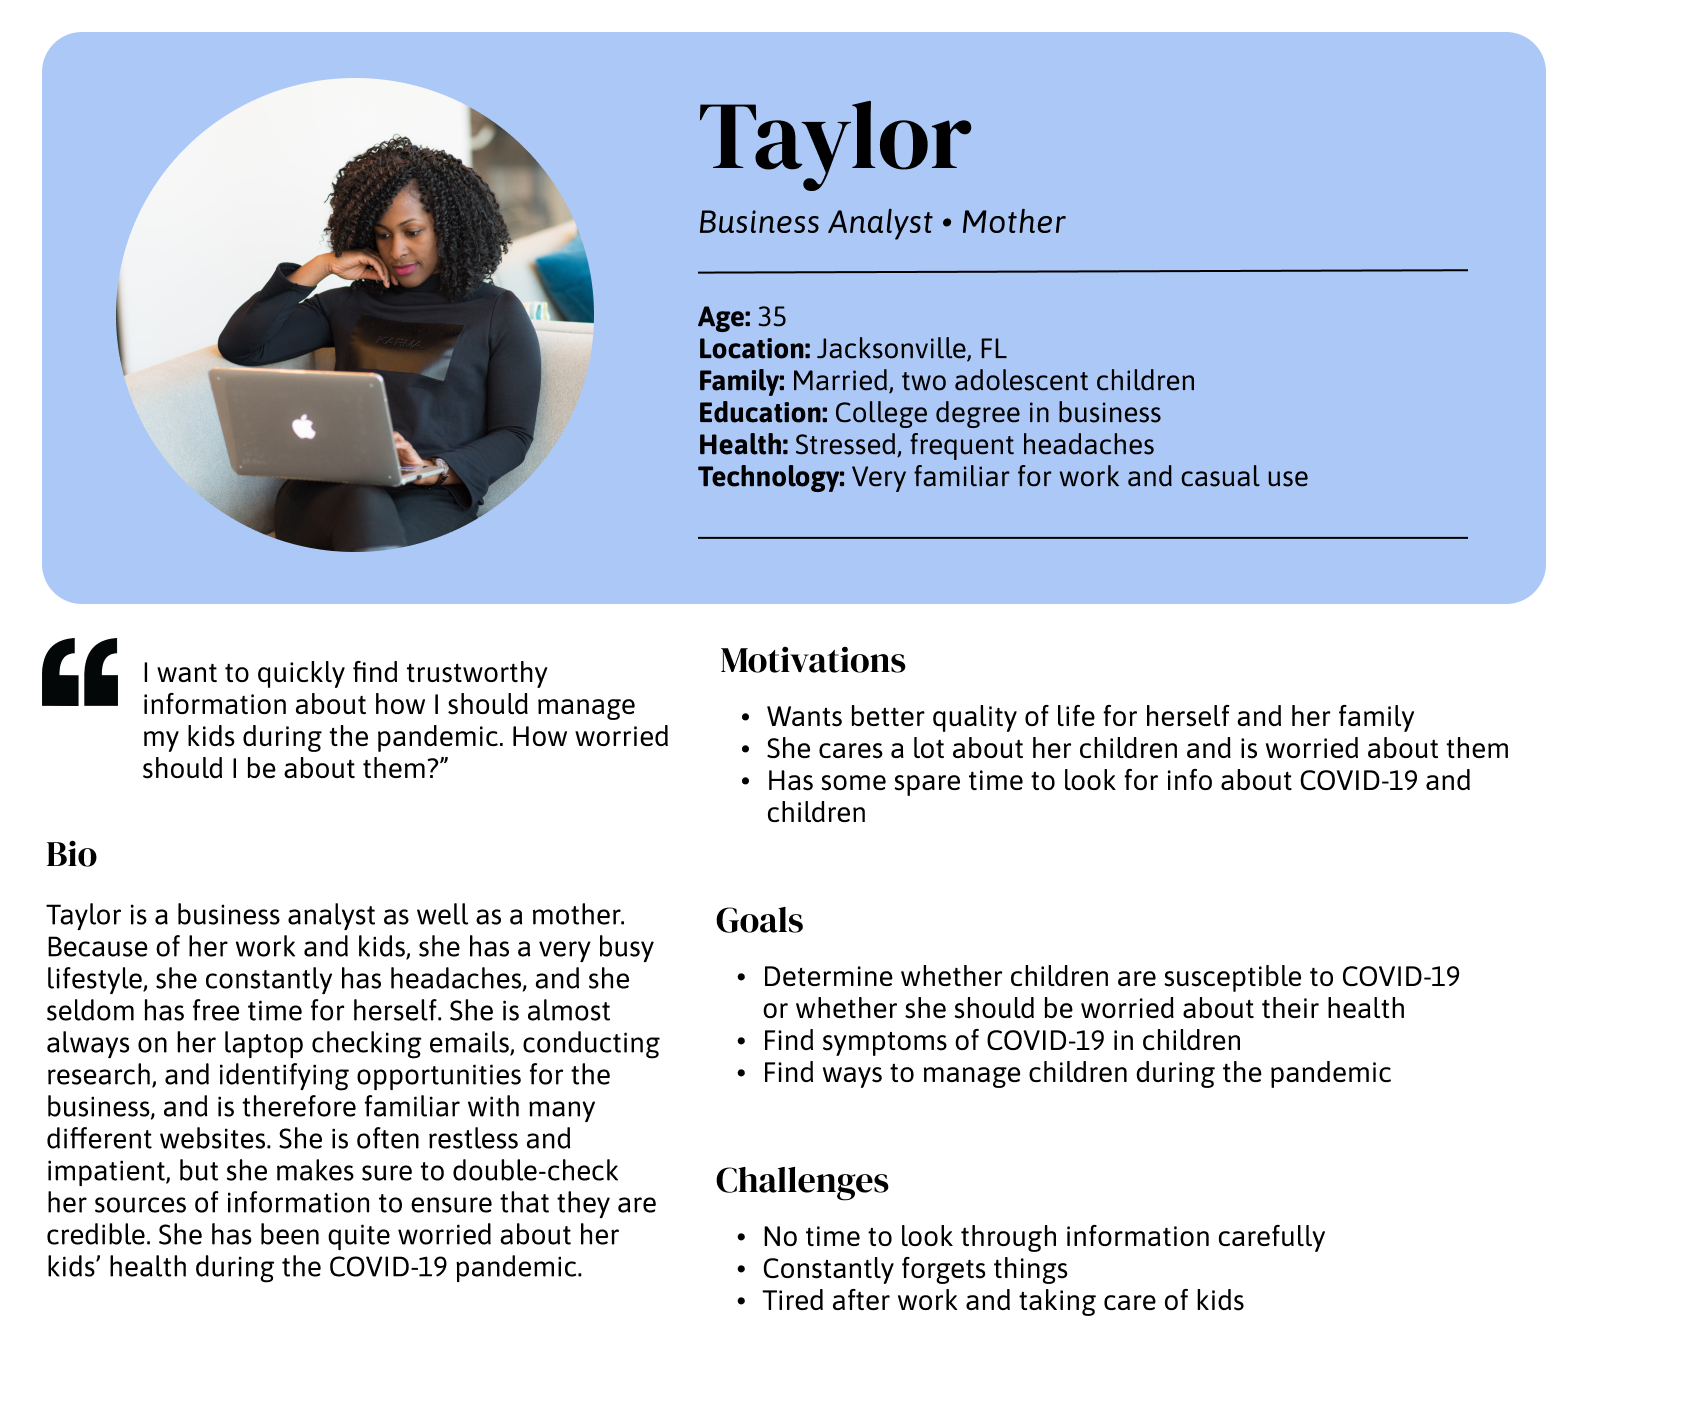 Taylor
Business Analyst • Mother
Age: 35
Location: Jacksonville, FL
Family: Married, two adolescent children
Education: College degree in business
Health: Stressed, frequent headaches
Technology: Very familiar for work and casual use
KARMA
“
I want to quickly find trustworthy
information about how I should manage
my kids during the pandemic. How worried
should I be about them?”
Bio
Taylor is a business analyst as well as a mother.
Because of her work and kids, she has a very busy
lifestyle, she constantly has headaches, and she
seldom has free time for herself. She is almost
always on her laptop checking emails, conducting
research, and identifying opportunities for the
business, and is therefore familiar with many
different websites. She is often restless and
impatient, but she makes sure to double-check
her sources of information to ensure that they are
credible. She has been quite worried about her
kids’ health during the COVID-19 pandemic.
Motivations
• Wants better quality of life for herself and her family
• She cares a lot about her children and is worried about them
• Has some spare time to look for info about COVID-19 and
children
Goals
• Determine whether children are susceptible to COVID-19
or whether she should be worried about their health
• Find symptoms of COVID-19 in children
• Find ways to manage children during the pandemic
Challenges
• No time to look through information carefully
• Constantly forgets things
• Tired after work and taking care of kids